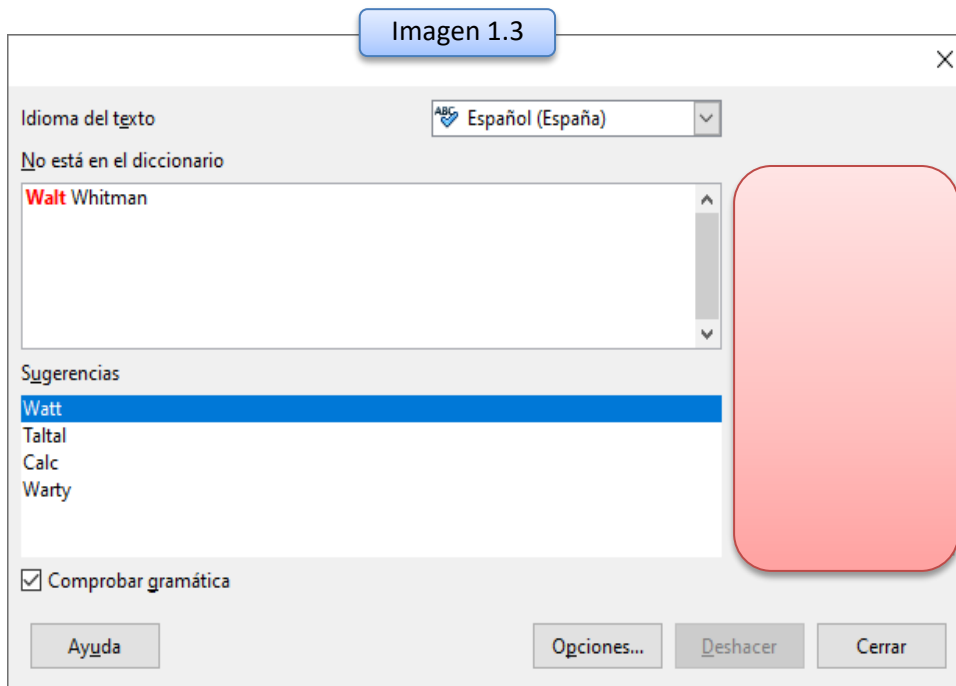 Imagen 1.3
Idioma del texto
ABC Español (España)
No está en el diccionario
Walt Whitman
Sugerencias
Watt
Taltal
Calc
Warty
Comprobar gramática
Ayuda Opciones... Deshacer Cerrar